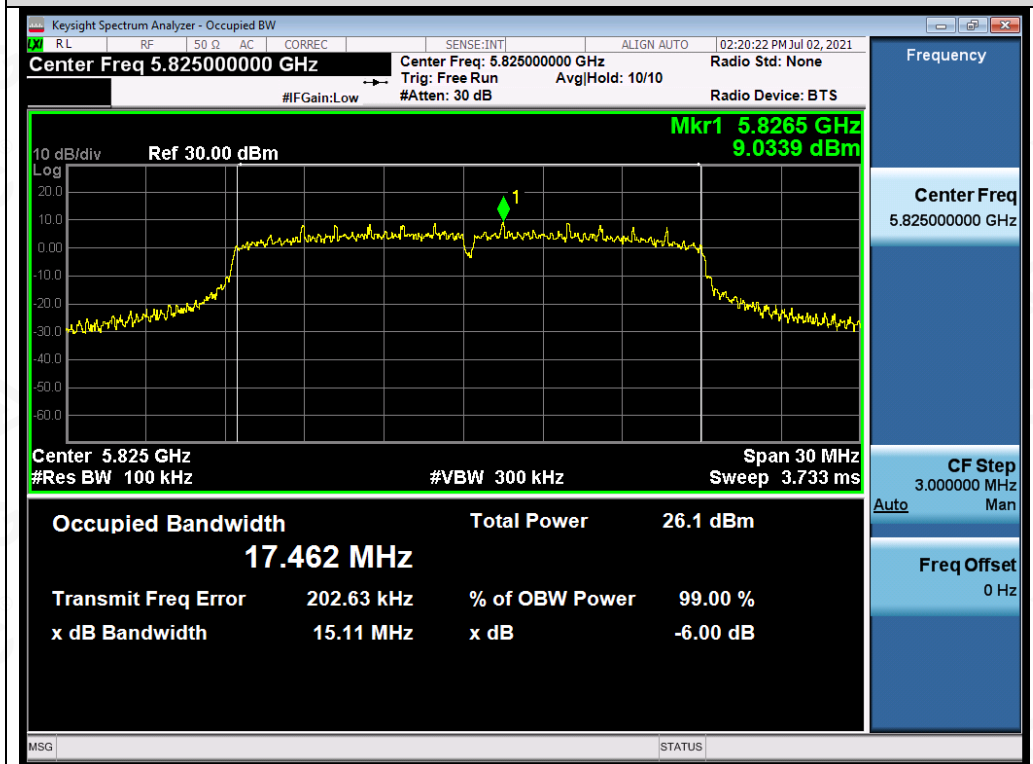 Keysight Spectrum Analyzer - Occupied BW
LXI RL RF 50 Ω AC CORREC SENSE:INT ALIGN AUTO 02:20:22 PM Jul 02, 2021
Center Freq 5.825000000 GHz
Center Freq: 5.825000000 GHz
Radio Std: None
Trig: Free Run Avg|Hold: 10/10
#IFGain:Low
#Atten: 30 dB
Radio Device: BTS
Mkr1 5.8265 GHz
9.0339 dBm
10 dB/div Ref 30.00 dBm
Log
20.0
10.0
0.00
-10.0
-20.0
-30.0
-40.0
-50.0
-60.0
1
Center 5.825 GHz Span 30 MHz
#Res BW 100 kHz #VBW 300 kHz Sweep 3.733 ms
Occupied Bandwidth Total Power 26.1 dBm
17.462 MHz
Transmit Freq Error 202.63 kHz % of OBW Power 99.00 %
x dB Bandwidth 15.11 MHz x dB -6.00 dB
Frequency
Center Freq
5.825000000 GHz
CF Step
3.000000 MHz
Auto Man
Freq Offset
0 Hz
MSG STATUS